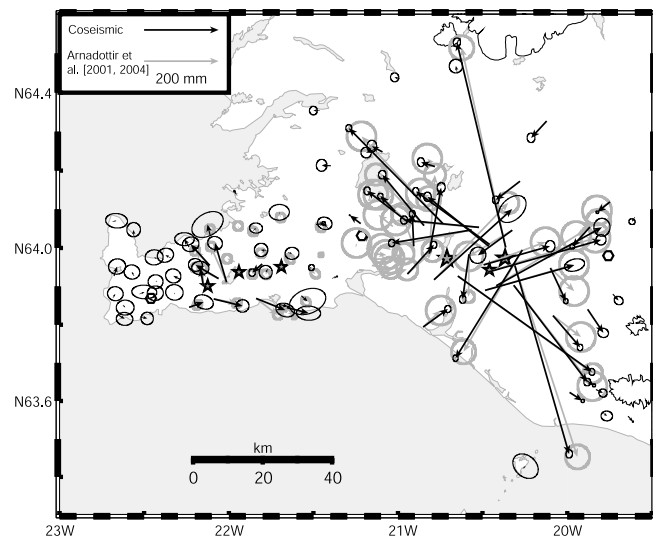 Coseismic
Arnadottir et
al. [2001, 2004]
200 mm
N64.4
N64.0
N63.6
km
0 20 40
23W 22W 21W 20W